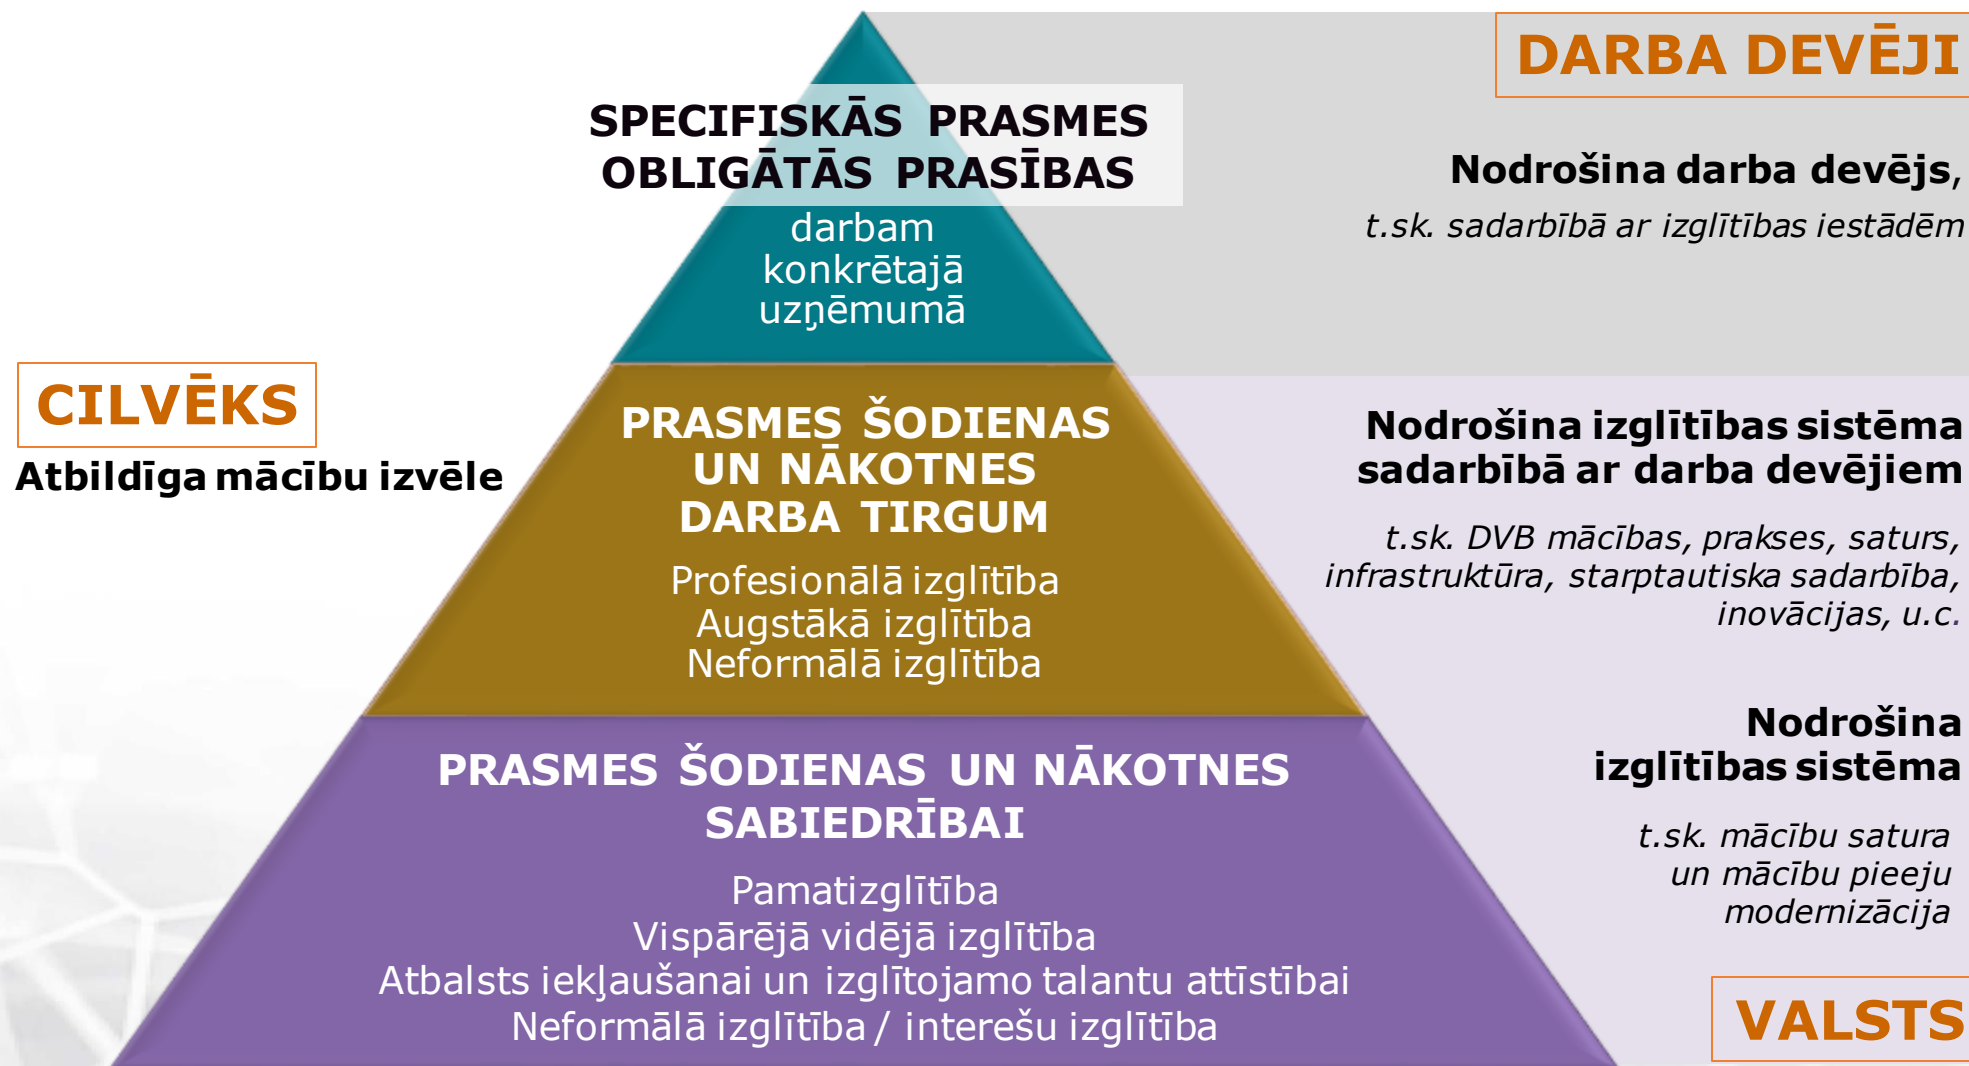 DARBA DEVĒJI
SPECIFISKĀS PRASMES
OBLIGĀTĀS PRASĪBAS
darbam
konkrētajā
uzņēmumā
Nodrošina darba devējs,
t.sk. sadarbībā ar izglītības iestādēm
CILVĒKS
Atbildīga mācību izvēle
PRASMES ŠODIENAS
UN NĀKOTNES
DARBA TIRGUM
Profesionālā izglītība
Augstākā izglītība
Neformālā izglītība
Nodrošina izglītības sistēma
sadarbībā ar darba devējiem
t.sk. DVB mācības, prakses, saturs,
infrastruktūra, starptautiska sadarbība,
inovācijas, u.c.
PRASMES ŠODIENAS UN NĀKOTNES
SABIEDRĪBAI
Pamatizglītība
Vispārējā vidējā izglītība
Atbalsts iekļaušanai un izglītojamo talantu attīstībai
Neformālā izglītība / interešu izglītība
Nodrošina
izglītības sistēma
t.sk. mācību satura
un mācību pieeju
modernizācija
VALSTS